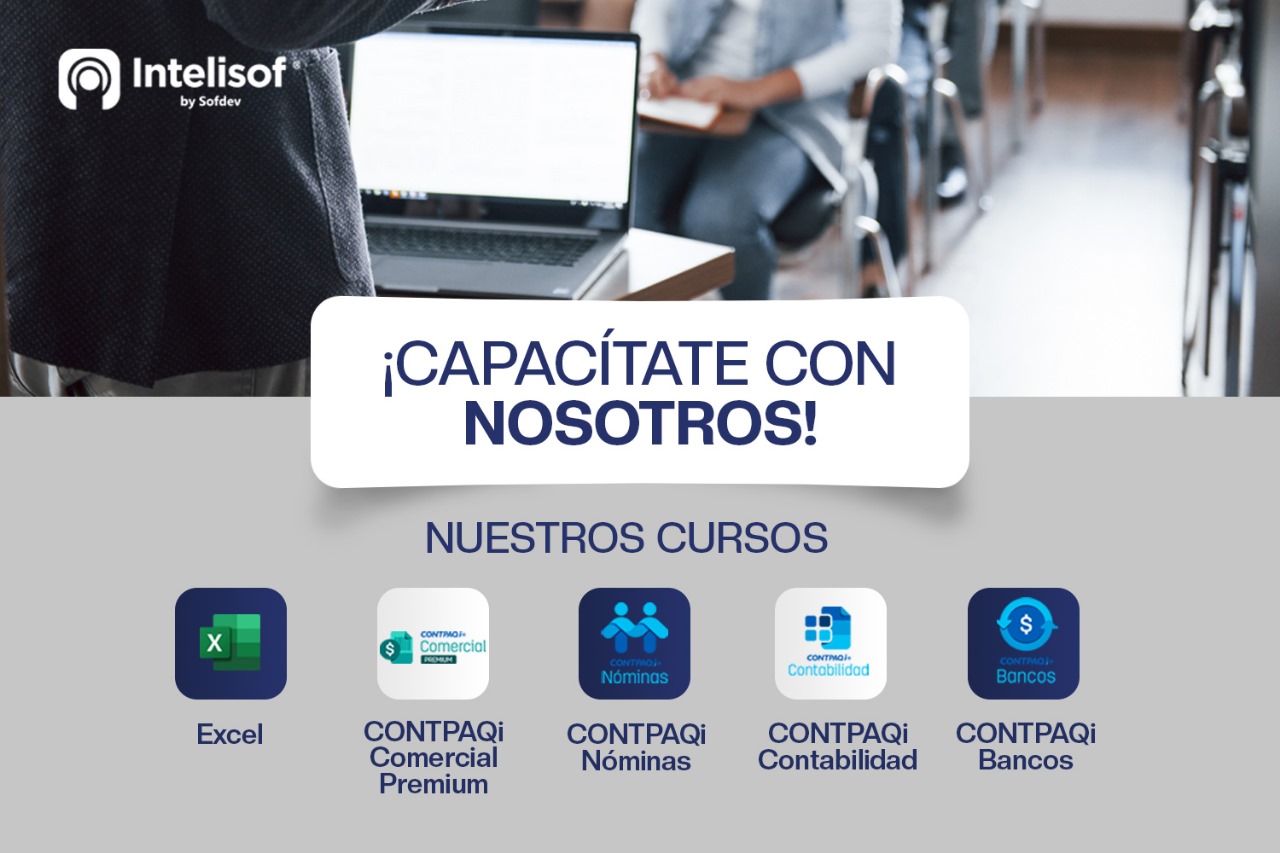 Intelisof®
by Sofdev
¡CAPACÍTATE CON
NOSOTROS!
NUESTROS CURSOS
X
$
CONTPAQi
Comercial
PREMIUM
CONTPAQi
Nóminas
CONTPAQi
Contabilidad
$
CONTPAQi
Bancos
Excel
CONTPAQi
Comercial
Premium
CONTPAQi
Nóminas
CONTPAQi
Contabilidad
CONTPAQi
Bancos